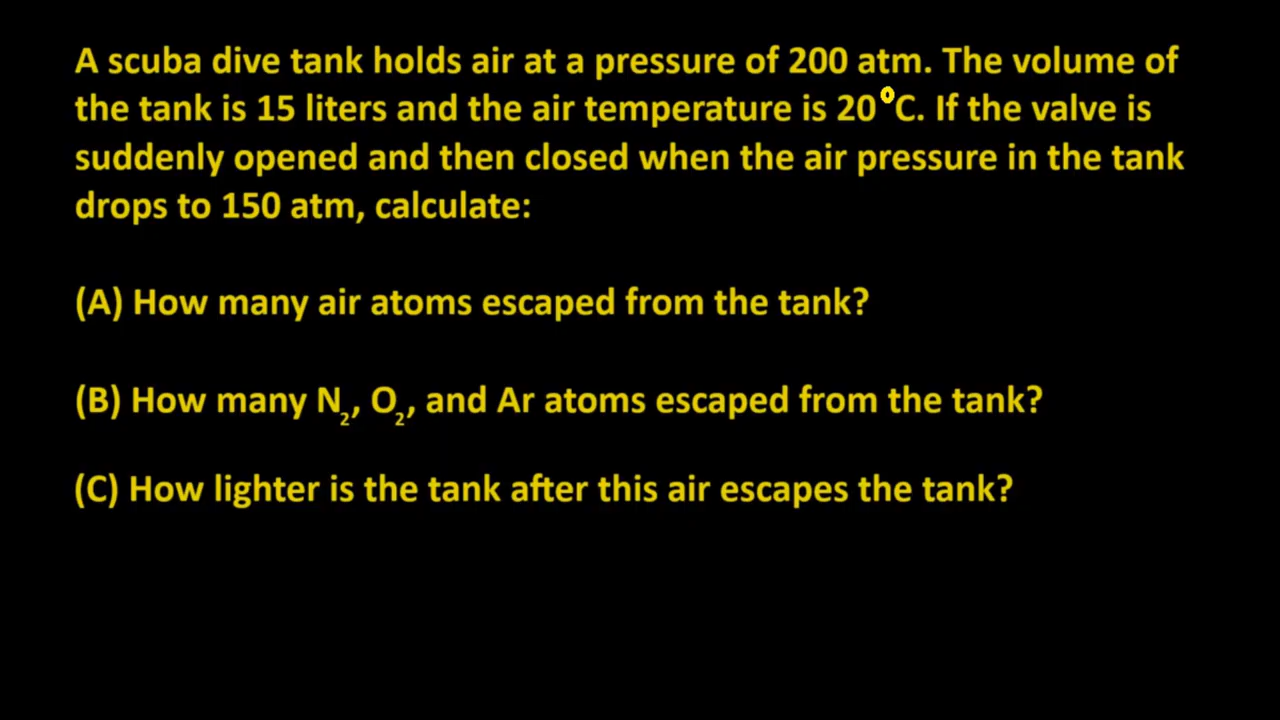 A scuba dive tank holds air at a pressure of 200 atm. The volume of
the tank is 15 liters and the air temperature is 20°C. If the valve is
suddenly opened and then closed when the air pressure in the tank
drops to 150 atm, calculate:
(A) How many air atoms escaped from the tank?
(B) How many N₂, O₂, and Ar atoms escaped from the tank?
(C) How lighter is the tank after this air escapes the tank?